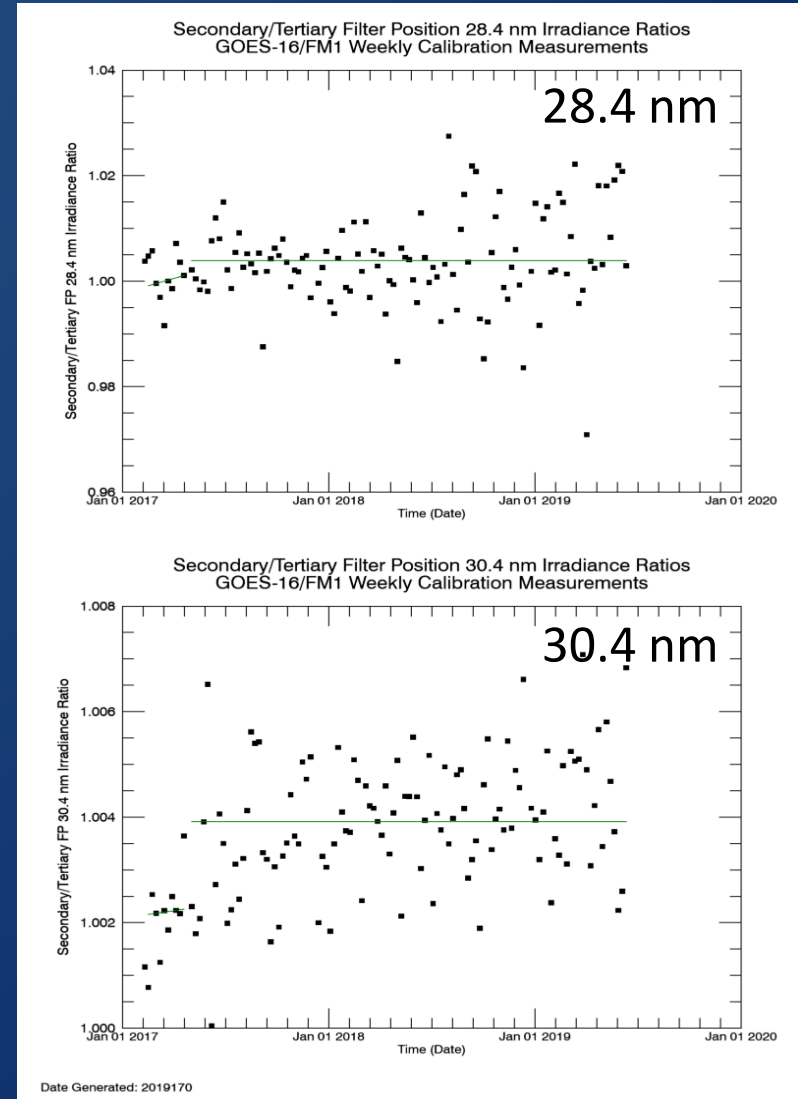 Secondary/Tertiary Filter Position 28.4 nm Irradiance Ratios
GOES-16/FM1 Weekly Calibration Measurements
28.4 nm
Secondary/Tertiary FP 28.4 nm Irradiance Ratio
1.04
1.02
1.00
0.98
0.96
Jan 01 2017
Jan 01 2018
Jan 01 2019
Jan 01 2020
Time (Date)
Secondary/Tertiary Filter Position 30.4 nm Irradiance Ratios
GOES-16/FM1 Weekly Calibration Measurements
30.4 nm
Secondary/Tertiary FP 30.4 nm Irradiance Ratio
1.008
1.006
1.004
1.002
1.000
Jan 01 2017
Jan 01 2018
Jan 01 2019
Jan 01 2020
Time (Date)
Date Generated: 2019170